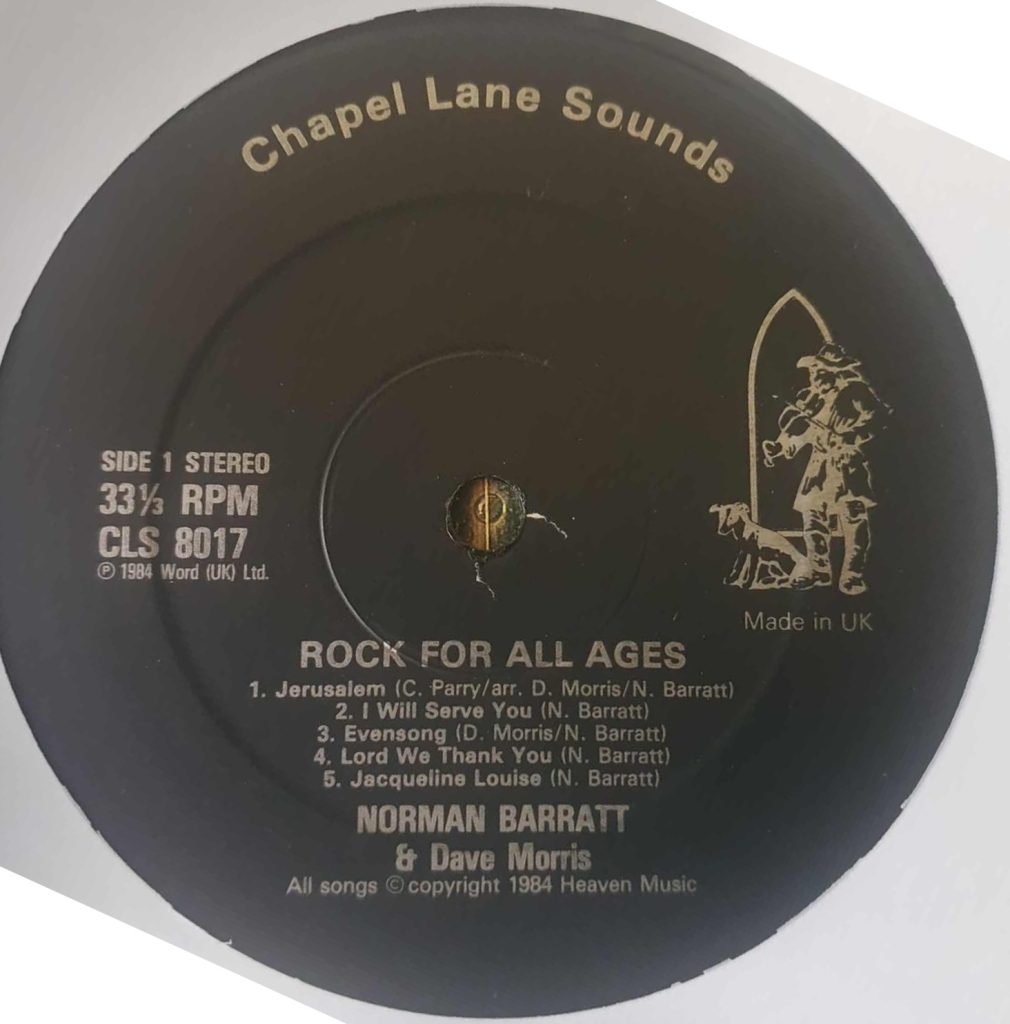 Chapel Lane Sounds
SIDE 1 STEREO
33⅓ RPM
CLS 8017
℗ 1984 Word (UK) Ltd.
Made in UK
ROCK FOR ALL AGES
1. Jerusalem (C. Parry/arr. D. Morris/N. Barratt)
2. I Will Serve You (N. Barratt)
3. Evensong (D. Morris/N. Barratt)
4. Lord We Thank You (N. Barratt)
5. Jacqueline Louise (N. Barratt)
NORMAN BARRATT
& Dave Morris
All songs © copyright 1984 Heaven Music